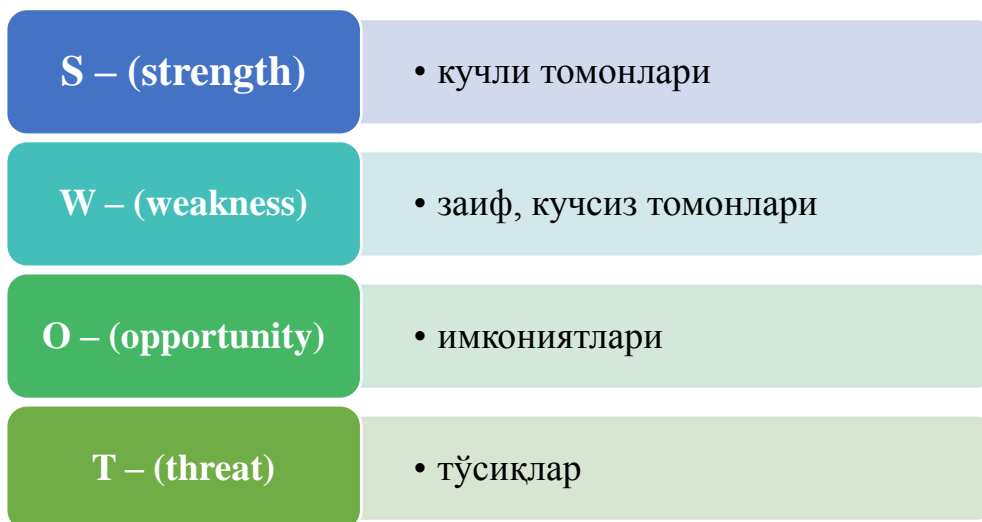 S – (strength)
• кучли томонлари
W – (weakness)
• заиф, кучсиз томонлари
O – (opportunity)
• имкониятлари
T – (threat)
• тўсиқлар